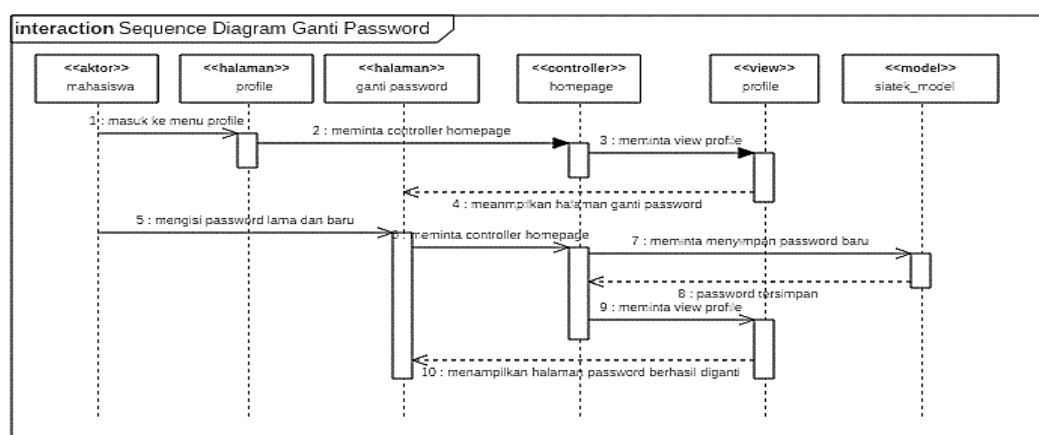 interaction Sequence Diagram Ganti Password
<<aktor>>
mahasiswa
<<halaman>>
profile
<<halaman>>
ganti password
<<controller>>
homepage
<<view>>
profile
<<model>>
siatek_model
1 : masuk ke menu profile
2 : meminta controller homepage
3 : meminta view profile
4 : meanmpilkan halaman ganti password
5 : mengisi password lama dan baru
6 : meminta controller homepage
7 : meminta menyimpan password baru
8 : password tersimpan
9 : meminta view profile
10 : menampilkan halaman password berhasil diganti